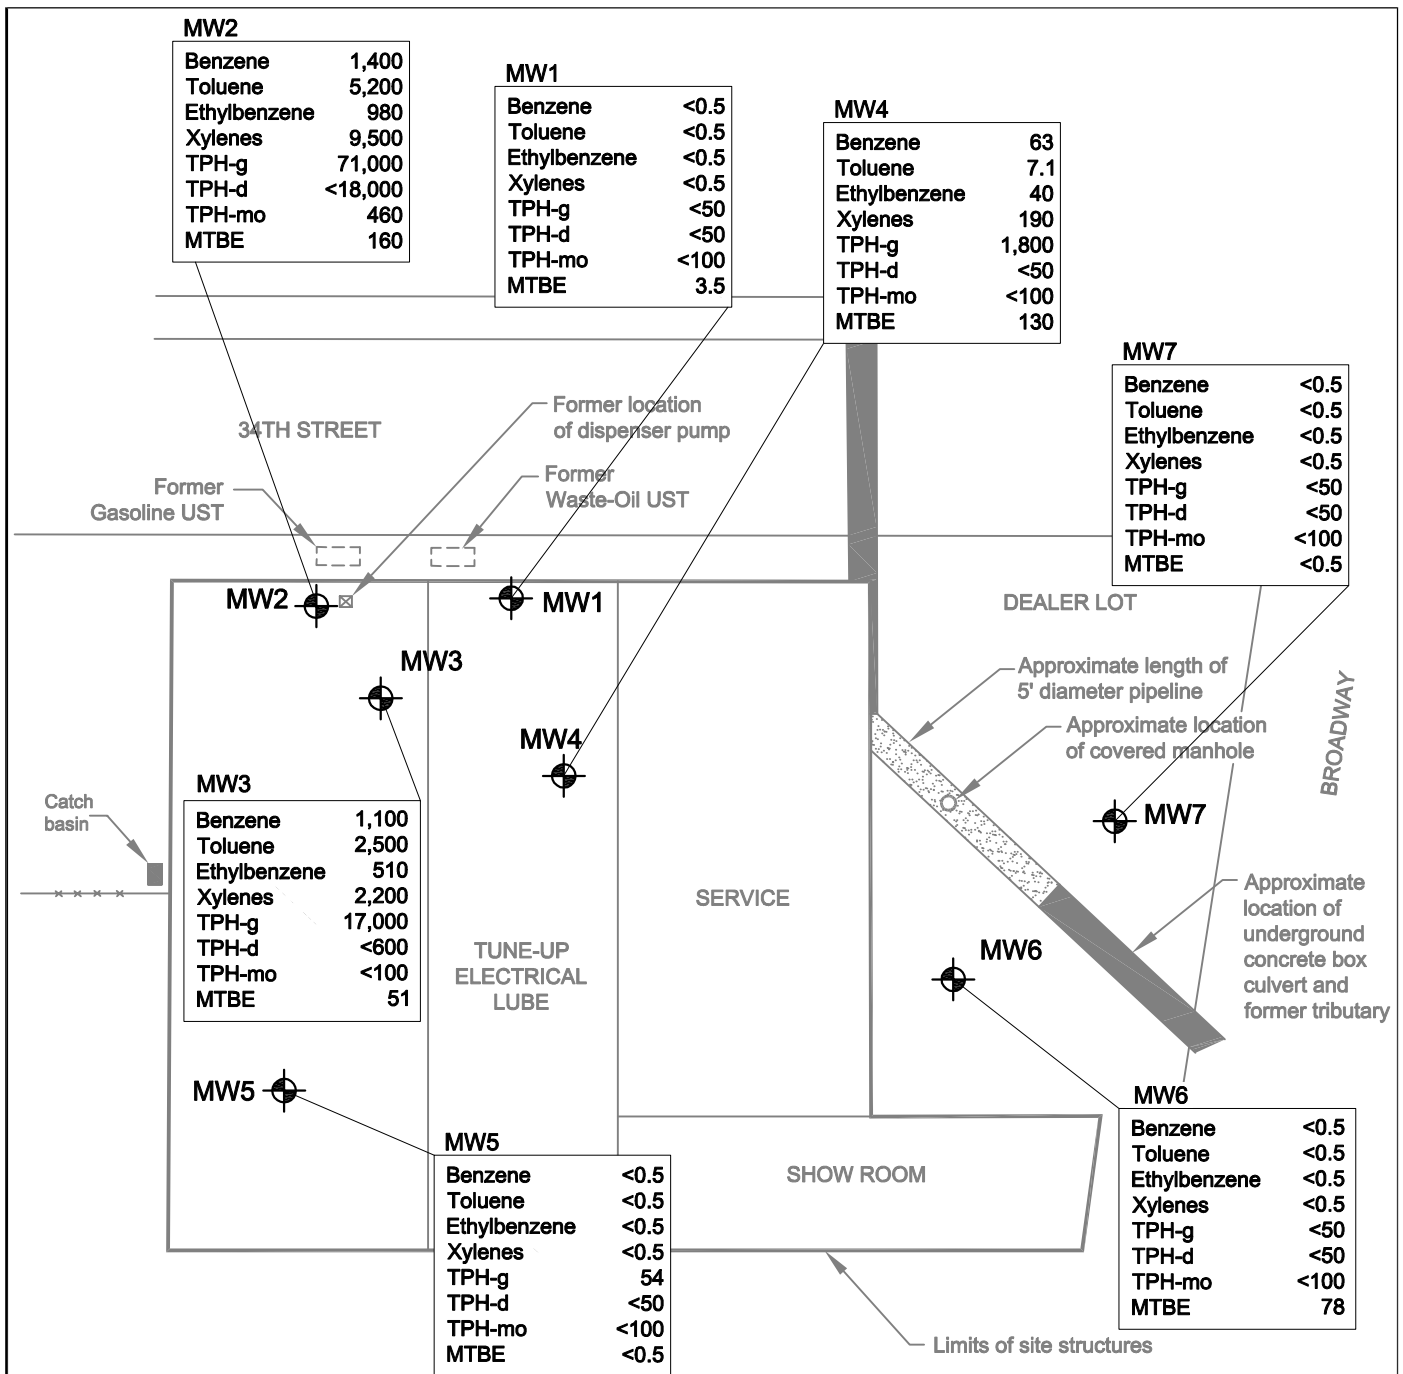 MW2
Benzene 1,400
Toluene 5,200
Ethylbenzene 980
Xylenes 9,500
TPH-g 71,000
TPH-d <18,000
TPH-mo 460
MTBE 160
MW1
Benzene <0.5
Toluene <0.5
Ethylbenzene <0.5
Xylenes <0.5
TPH-g <50
TPH-d <50
TPH-mo <100
MTBE 3.5
MW4
Benzene 63
Toluene 7.1
Ethylbenzene 40
Xylenes 190
TPH-g 1,800
TPH-d <50
TPH-mo <100
MTBE 130
MW7
Benzene <0.5
Toluene <0.5
Ethylbenzene <0.5
Xylenes <0.5
TPH-g <50
TPH-d <50
TPH-mo <100
MTBE <0.5
34TH STREET
Former location
of dispenser pump
Former
Gasoline UST
Former
Waste-Oil UST
MW2
MW1
DEALER LOT
MW3
Approximate length of
5' diameter pipeline
BROADWAY
Approximate location
of covered manhole
MW4
MW7
Catch
basin
MW3
Benzene 1,100
Toluene 2,500
Ethylbenzene 510
Xylenes 2,200
TPH-g 17,000
TPH-d <600
TPH-mo <100
MTBE 51
SERVICE
Approximate
location of
underground
concrete box
culvert and
former tributary
TUNE-UP
ELECTRICAL
LUBE
MW6
MW5
MW6
Benzene <0.5
Toluene <0.5
Ethylbenzene <0.5
Xylenes <0.5
TPH-g <50
TPH-d <50
TPH-mo <100
MTBE 78
MW5
Benzene <0.5
Toluene <0.5
Ethylbenzene <0.5
Xylenes <0.5
TPH-g 54
TPH-d <50
TPH-mo <100
MTBE <0.5
SHOW ROOM
Limits of site structures